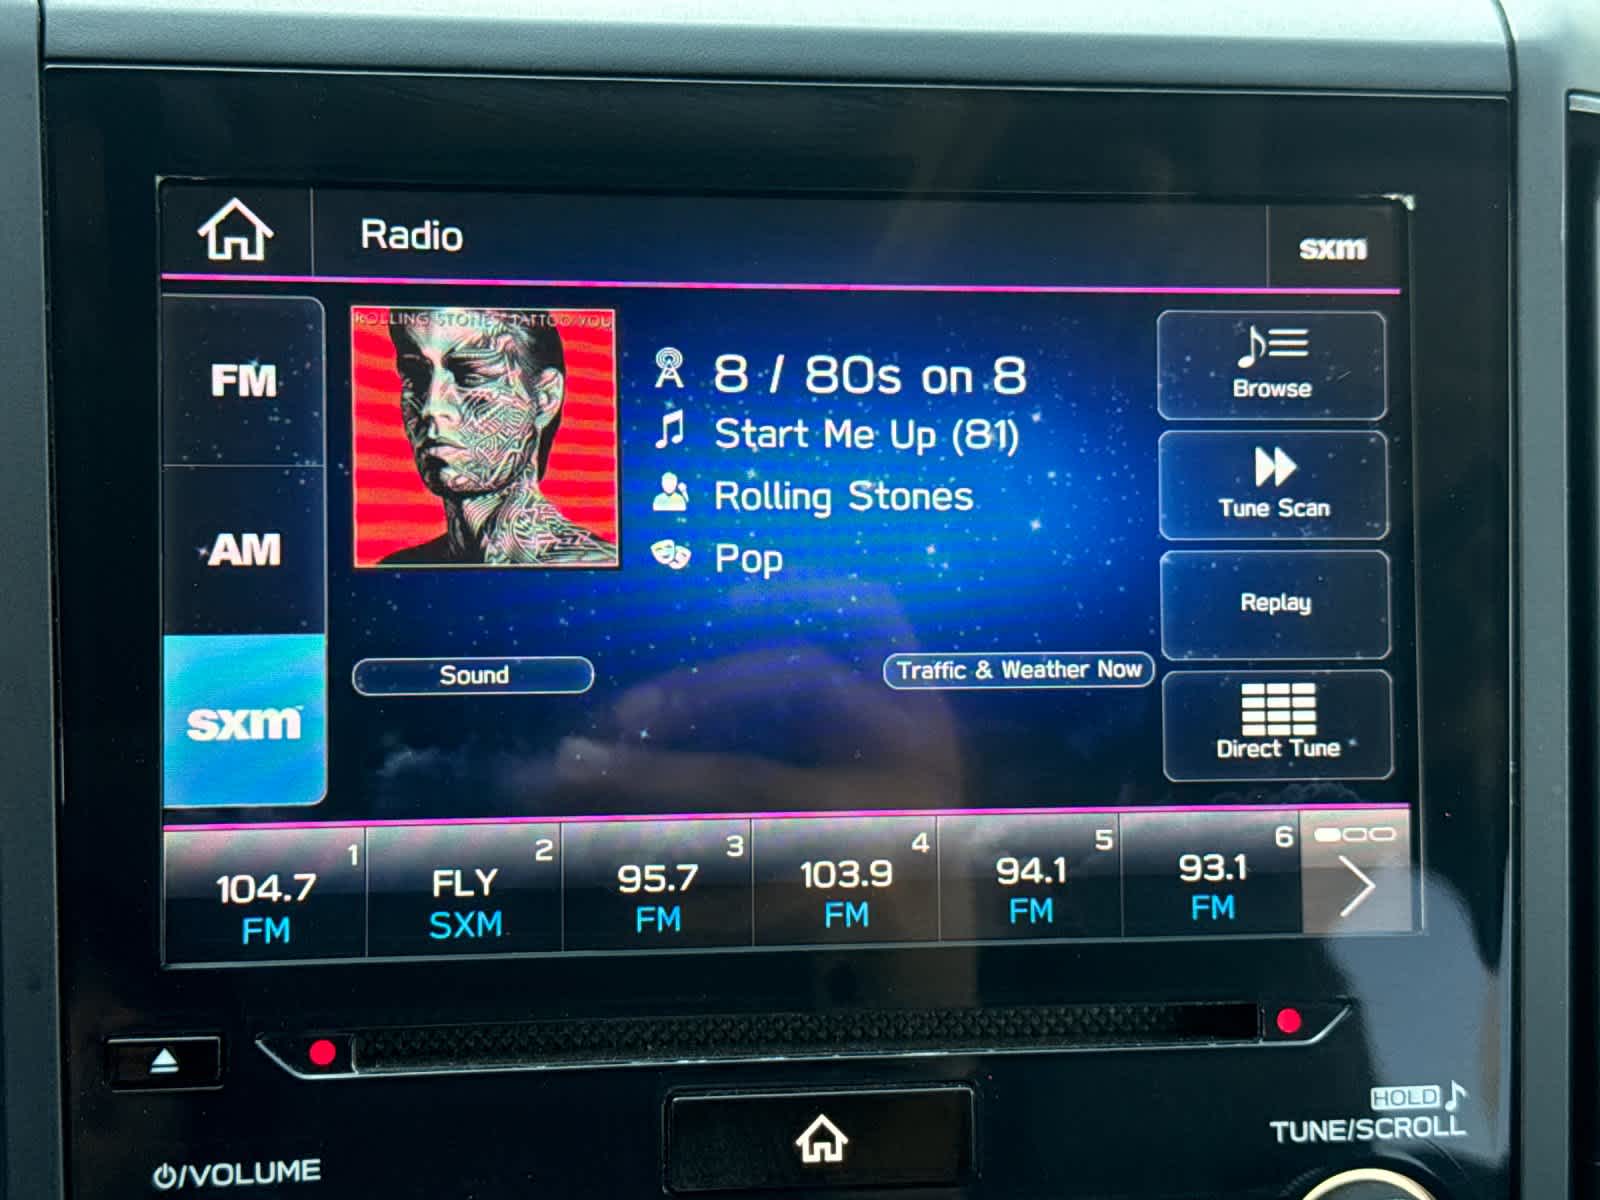 Radio
sxm
FM
AM
sxm
ROLLING STONES TATTOO YOU
8 / 80s on 8
Start Me Up (81)
Rolling Stones
Pop
Sound
Traffic & Weather Now
Browse
Tune Scan
Replay
Direct Tune
1
104.7
FM
2
FLY
SXM
3
95.7
FM
4
103.9
FM
5
94.1
FM
6
93.1
FM
/VOLUME
HOLD
TUNE/SCROLL